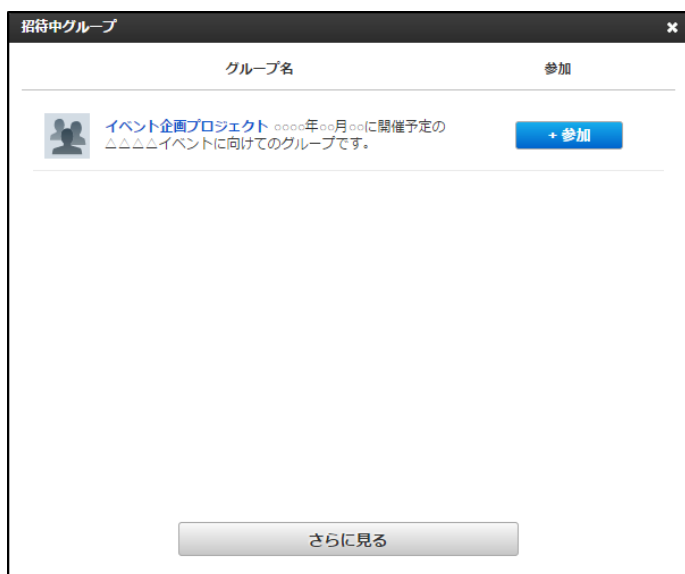 招待中グループ ×
グループ名 参加
イベント企画プロジェクト ○○○○年○○月○○に開催予定の
△△△△イベントに向けてのグループです。
+ 参加
さらに見る